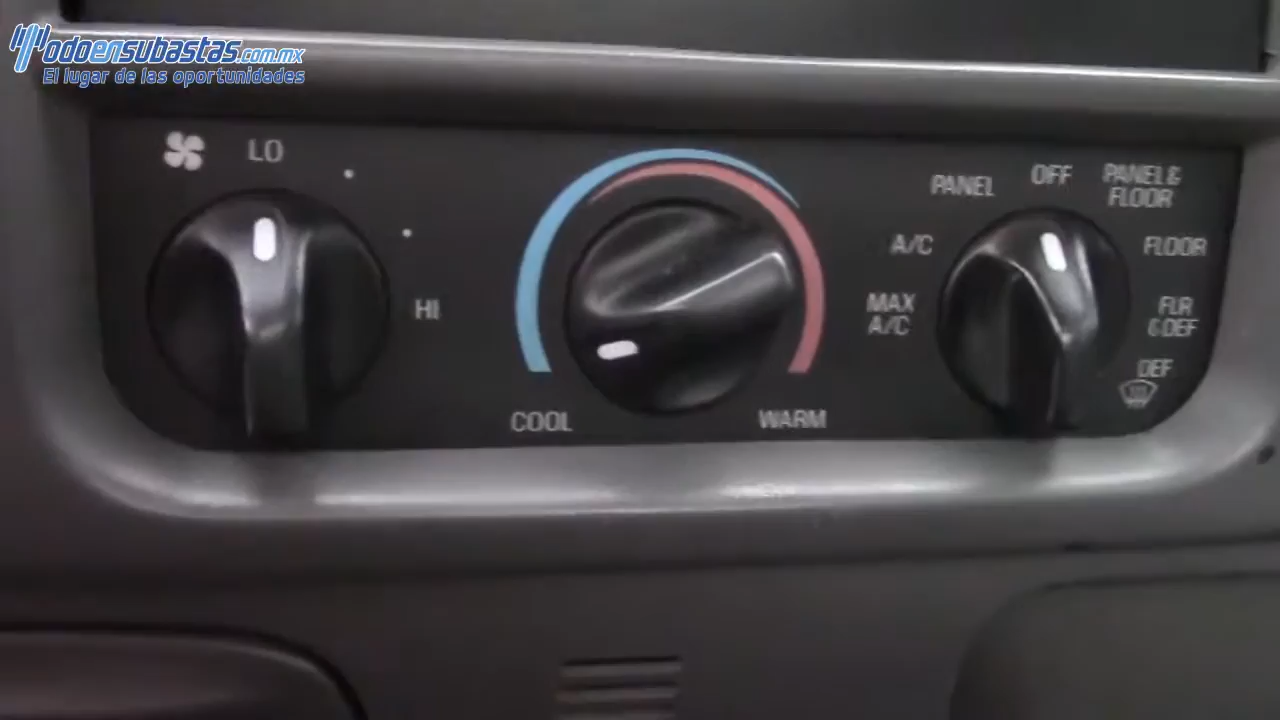 Todoensubastas.com.mx
El lugar de las oportunidades
LO
HI
COOL
WARM
MAX
A/C
A/C
PANEL
OFF
PANEL &
FLOOR
FLOOR
FLR
& DEF
DEF